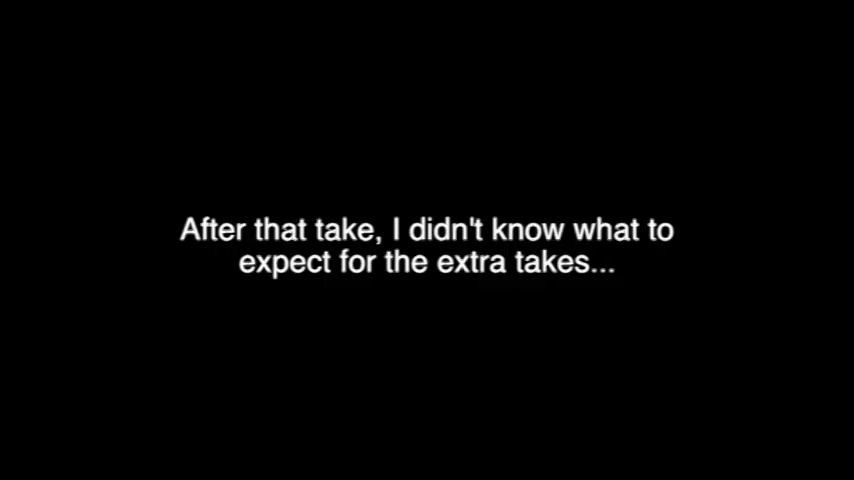 After that take, I didn't know what to
expect for the extra takes...